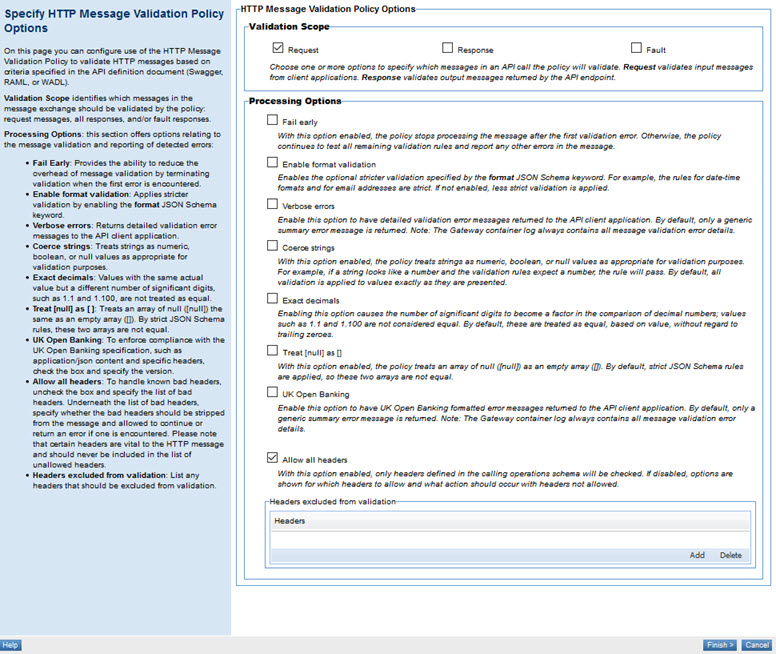 Specify HTTP Message Validation Policy
Options
On this page you can configure use of the HTTP Message
Validation Policy to validate HTTP messages based on
criteria specified in the API definition document (Swagger,
RAML, or WADL).
Validation Scope identifies which messages in the
message exchange should be validated by the policy:
request messages, all responses, and/or fault responses.
Processing Options: this section offers options relating to
the message validation and reporting of detected errors:
• Fail Early: Provides the ability to reduce the
overhead of message validation by terminating
validation when the first error is encountered.
• Enable format validation: Applies stricter
validation by enabling the format JSON Schema
keyword.
• Verbose errors: Returns detailed validation error
messages to the API client application.
• Coerce strings: Treats strings as numeric,
boolean, or null values as appropriate for
validation purposes.
• Exact decimals: Values with the same actual
value but a different number of significant digits,
such as 1.1 and 1.100, are not treated as equal.
• Treat [null] as [ ]: Treats an array of null ([null]) the
same as an empty array ([]). By strict JSON Schema
rules, these two arrays are not equal.
• UK Open Banking: To enforce compliance with the
UK Open Banking specification, such as
application/json content and specific headers,
check the box and specify the version.
• Allow all headers: To handle known bad headers,
uncheck the box and specify the list of bad
headers. Underneath the list of bad headers,
specify whether the bad headers should be stripped
from the message and allowed to continue or
return an error if one is encountered. Please note
that certain headers are vital to the HTTP message
and should never be included in the list of
unallowed headers.
• Headers excluded from validation: List any
headers that should be excluded from validation.
HTTP Message Validation Policy Options
Validation Scope
Request Response Fault
Choose one or more options to specify which messages in an API call the policy will validate. Request validates input messages
from client applications. Response validates output messages returned by the API endpoint.
Processing Options
Fail early
With this option enabled, the policy stops processing the message after the first validation error. Otherwise, the policy
continues to test all remaining validation rules and report any other errors in the message.
Enable format validation
Enables the optional stricter validation specified by the format JSON Schema keyword. For example, the rules for date-time
formats and for email addresses are strict. If not enabled, less strict validation is applied.
Verbose errors
Enable this option to have detailed validation error messages returned to the API client application. By default, only a generic
summary error message is returned. Note: The Gateway container log always contains all message validation error details.
Coerce strings
With this option enabled, the policy treats strings as numeric, boolean, or null values as appropriate for validation purposes.
For example, if a string looks like a number and the validation rules expect a number, the rule will pass. By default, all
validation is applied to values exactly as they are presented.
Exact decimals
Enabling this option causes the number of significant digits to become a factor in the comparison of decimal numbers; values
such as 1.1 and 1.100 are not considered equal. By default, these are treated as equal, based on value, without regard to
trailing zeroes.
Treat [null] as []
With this option enabled, the policy treats an array of null ([null]) as an empty array ([]). By default, strict JSON Schema rules
are applied, so these two arrays are not equal.
UK Open Banking
Enable this option to have UK Open Banking formatted error messages returned to the API client application. By default, only a
generic summary error message is returned. Note: The Gateway container log always contains all message validation error
details.
Allow all headers
With this option enabled, only headers defined in the calling operations schema will be checked. If disabled, options are
shown for which headers to allow and what action should occur with headers not allowed.
Headers excluded from validation
Headers
Add Delete
Help Finish > Cancel